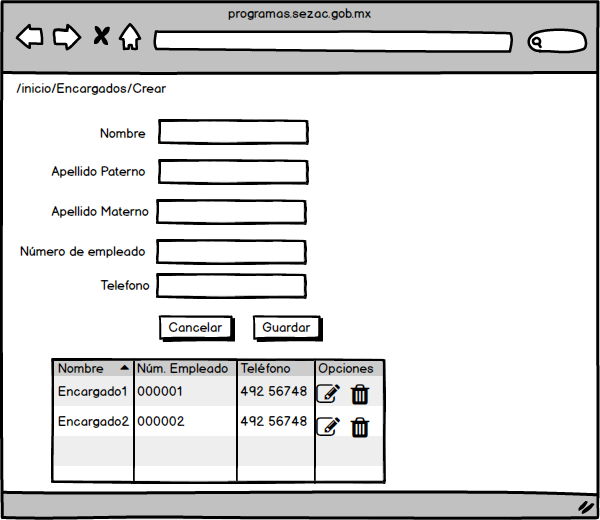 programas.sezac.gob.mx
/inicio/Encargados/Crear
Nombre
Apellido Paterno
Apellido Materno
Número de empleado
Telefono
Cancelar Guardar
Nombre Núm. Empleado Teléfono Opciones
Encargado1 000001 492 56748
Encargado2 000002 492 56748